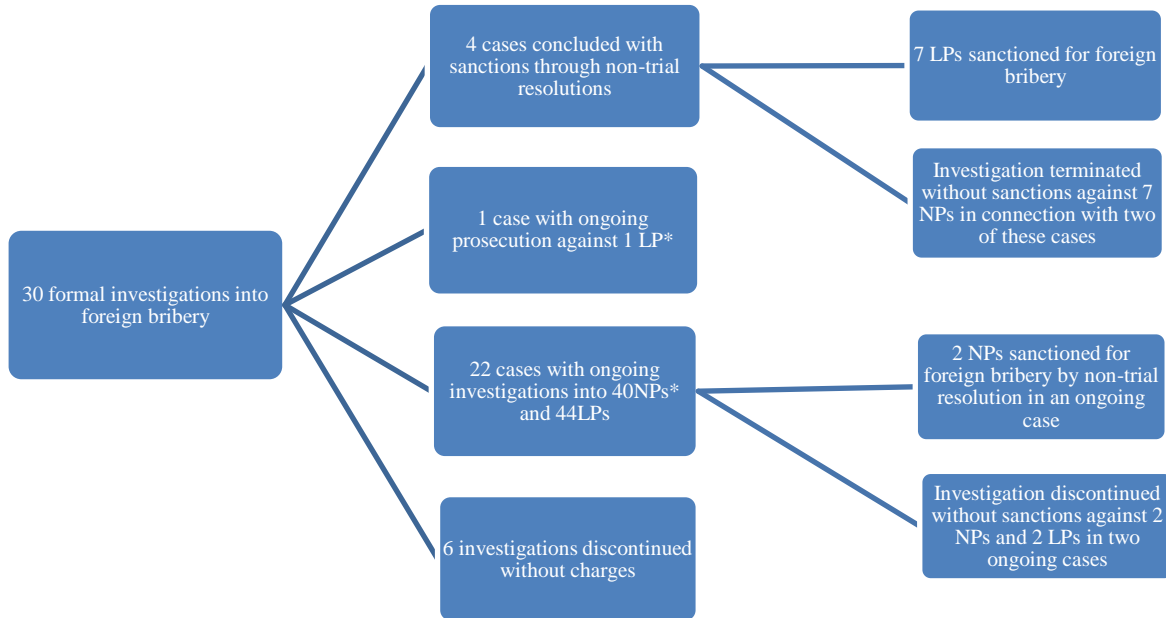 30 formal investigations into
foreign bribery
4 cases concluded with
sanctions through non-trial
resolutions
1 case with ongoing
prosecution against 1 LP*
22 cases with ongoing
investigations into 40NPs*
and 44LPs
6 investigations discontinued
without charges
7 LPs sanctioned for foreign
bribery
Investigation terminated
without sanctions against 7
NPs in connection with two
of these cases
2 NPs sanctioned for
foreign bribery by non-trial
resolution in an ongoing
case
Investigation discontinued
without sanctions against 2
NPs and 2 LPs in two
ongoing cases